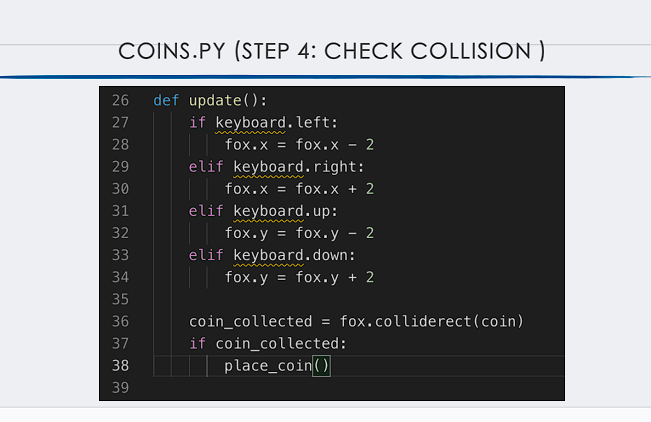 COINS.PY (STEP 4: CHECK COLLISION )
26 def update():
27     if keyboard.left:
28         fox.x = fox.x - 2
29     elif keyboard.right:
30         fox.x = fox.x + 2
31     elif keyboard.up:
32         fox.y = fox.y - 2
33     elif keyboard.down:
34         fox.y = fox.y + 2
35
36     coin_collected = fox.colliderect(coin)
37     if coin_collected:
38         place_coin()
39